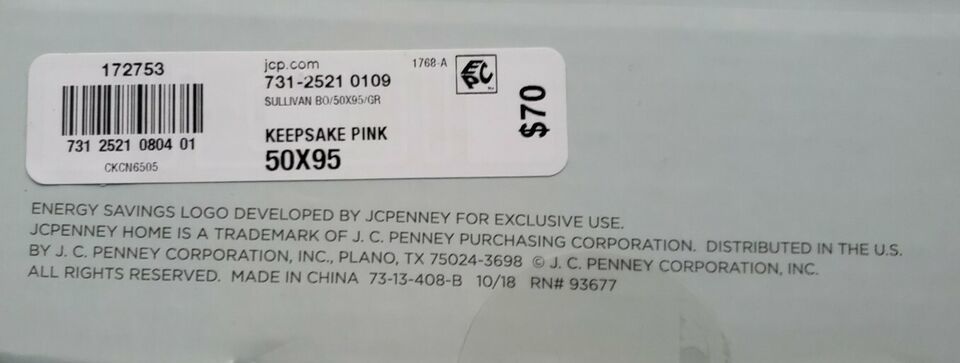 172753
731 2521 0804 01
CKCN6505
jcp.com
1768-A
731-2521 0109
SULLIVAN BO/50X95/GR
KEEPSAKE PINK
50X95
$70
ENERGY SAVINGS LOGO DEVELOPED BY JCPENNEY FOR EXCLUSIVE USE.
JCPENNEY HOME IS A TRADEMARK OF J. C. PENNEY PURCHASING CORPORATION. DISTRIBUTED IN THE U.S.
BY J. C. PENNEY CORPORATION, INC., PLANO, TX 75024-3698 © J. C. PENNEY CORPORATION, INC.
ALL RIGHTS RESERVED. MADE IN CHINA 73-13-408-B 10/18 RN# 93677